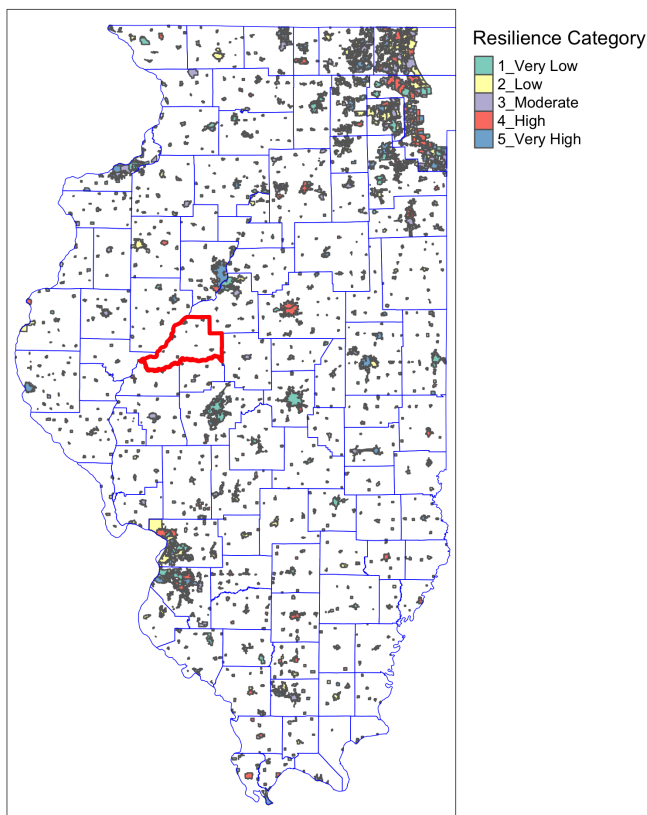 Resilience Category
1_Very Low
2_Low
3_Moderate
4_High
5_Very High